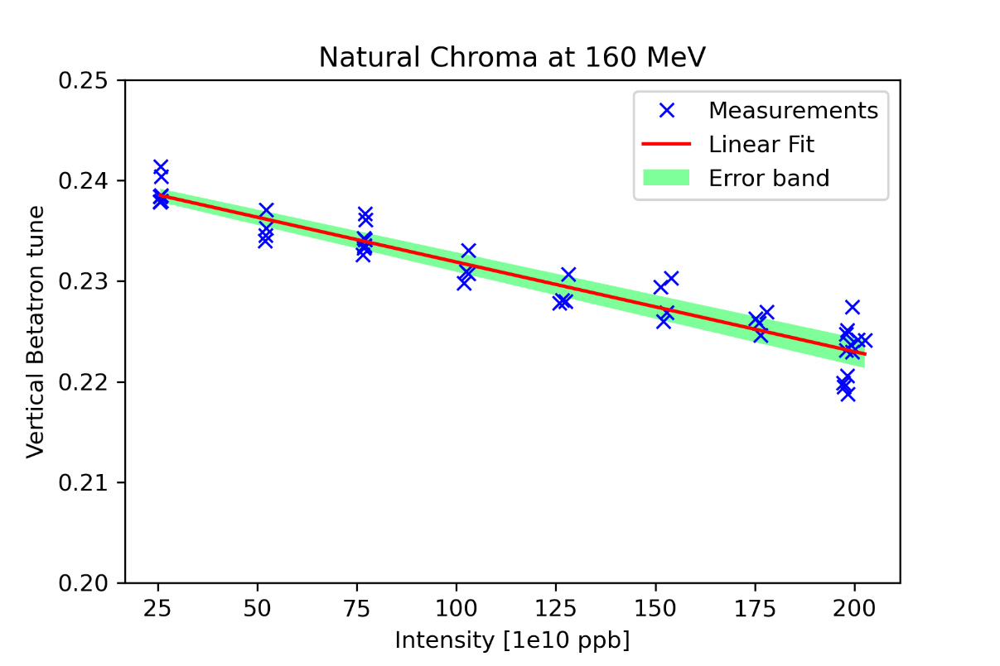 Natural Chroma at 160 MeV
0.25
0.24
0.23
0.22
0.21
0.20
Vertical Betatron tune
Measurements
Linear Fit
Error band
25 50 75 100 125 150 175 200
Intensity [1e10 ppb]